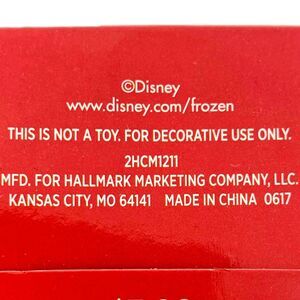 ©Disney
www.disney.com/frozen
THIS IS NOT A TOY. FOR DECORATIVE USE ONLY.
2HCM1211
MFD. FOR HALLMARK MARKETING COMPANY, LLC.
KANSAS CITY, MO 64141 MADE IN CHINA 0617